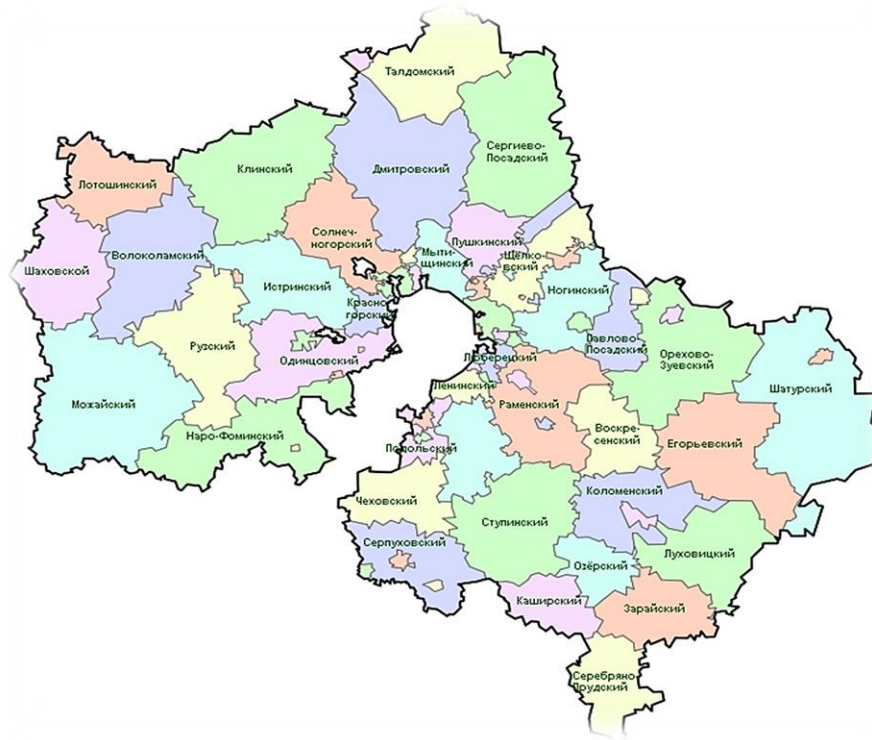 Талдомский
Сергиево-
Посадский
Клинский
Дмитровский
Лотошинский
Солнеч-
ногорский
Пушкинский
Мыти-
щинский
Щёлко-
вский
Волоколамский
Шаховской
Истринский
Ногинский
Красно
горский
Павлово-
Посадский
Рузский
Одинцовский
Люберецкий
Орехово-
Зуевский
Ленинский
Шатурский
Можайский
Раменский
Воскре-
сенский
Наро-Фоминский
Егорьевский
Подольский
Коломенский
Чеховский
Ступинский
Серпуховский
Луховицкий
Озёрский
Каширский
Зарайский
Серебряно
Прудский